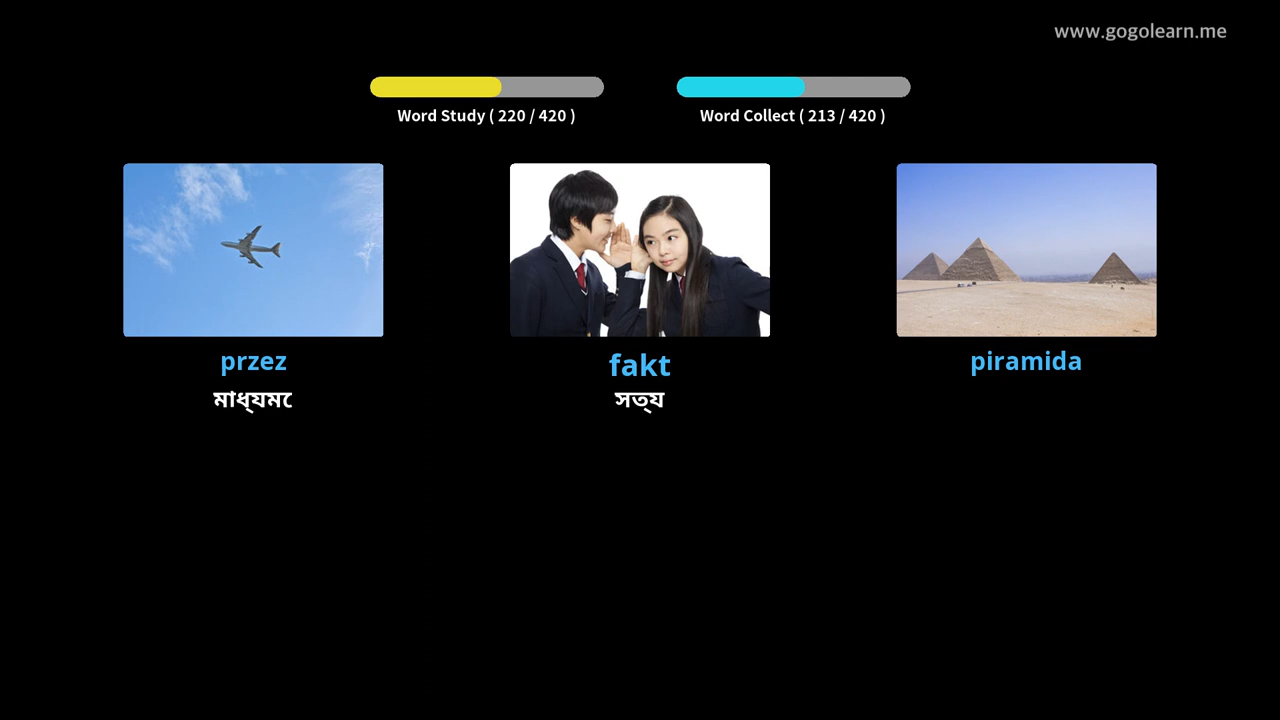 www.gogolearn.me
Word Study ( 220 / 420 )
Word Collect ( 213 / 420 )
przez
fakt
piramida
মাধ্যমে
সত্য